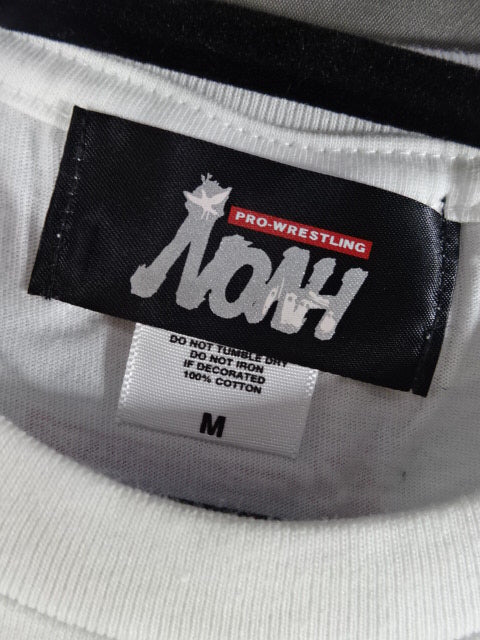 PRO-WRESTLING
NOAH
DO NOT TUMBLE DRY
DO NOT IRON
IF DECORATED
100% COTTON
M